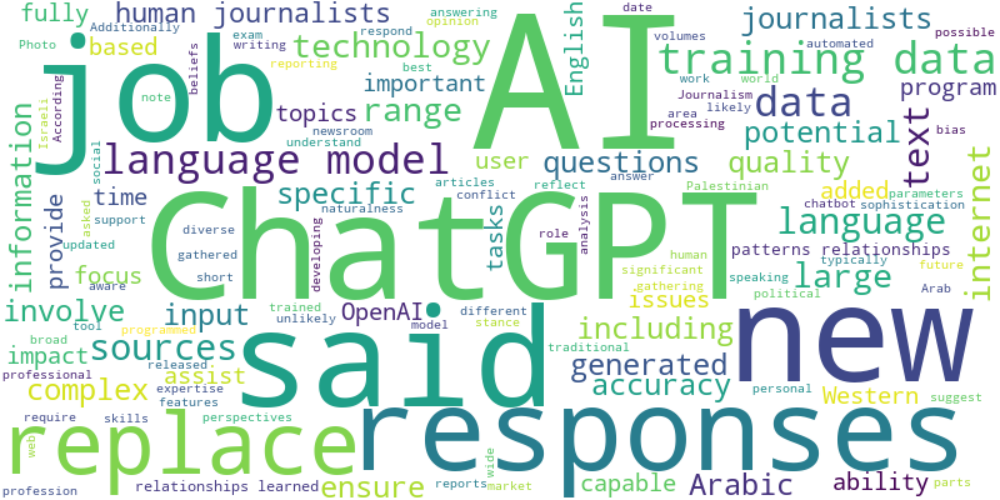 fully
Additionally
human journalists
answering
opinion
English
date
journalists
possible
Photo
based
exam
writing
respond
technology
volumes
automated
training data
job
beliefs
reporting
best
AI
work
world
important
Journalism
likely
program
note
According
Israeli
topics
range
newsroom
understand
area
processing
data
potential
text
bias
information
social
language model
user
questions
quality
answer
time
provide
specific
articles
conflict
reflect
Palestinian
added
parameters
chatbot
sophistication
internet
support
asked
updated
diverse
gathered
naturalness
developing
ChatGPT
tasks
role
analysis
human
language
patterns relationships
typically
future
focus
aware
short
significant
gathering
speaking
large
Arab
political
issues
involve
tool
input
trained
unlikely
OpenAI
model
different
stance
programmed
new
broad
impact
sources
said
including
traditional
generated
released
professional
complex
assist
expertise
features
accuracy
personal
Western
suggest
require
skills
perspectives
replace
responses
web
profession
relationships learned
ensure
reports
wide
market
capable
Arabic
ability
parts